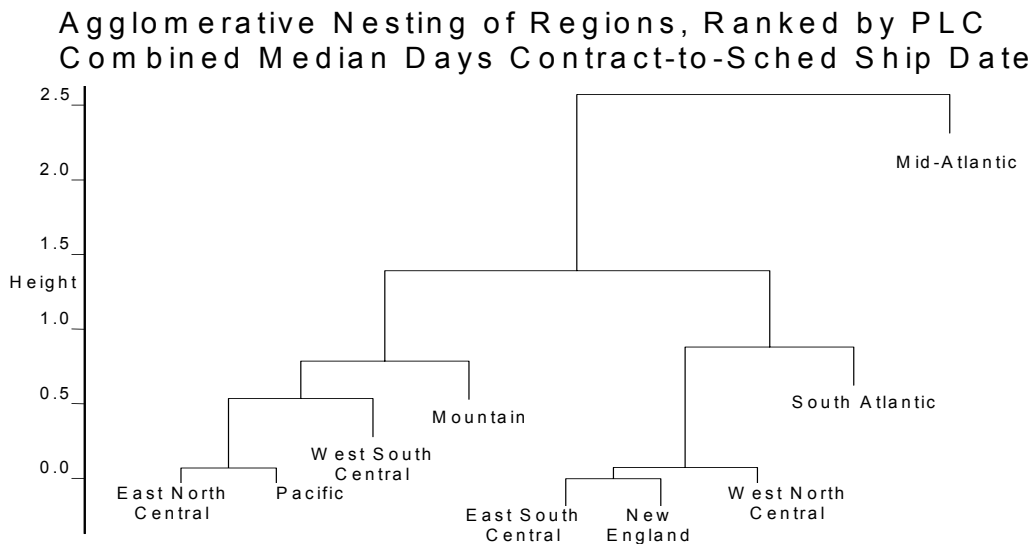 Agglomerative Nesting of Regions, Ranked by PLC
Combined Median Days Contract-to-Sched Ship Date
2.5
2.0
1.5
Height
1.0
0.5
0.0
Mid-Atlantic
South Atlantic
Mountain
West South
Central
East North
Central
Pacific
West North
Central
East South
Central
New
England